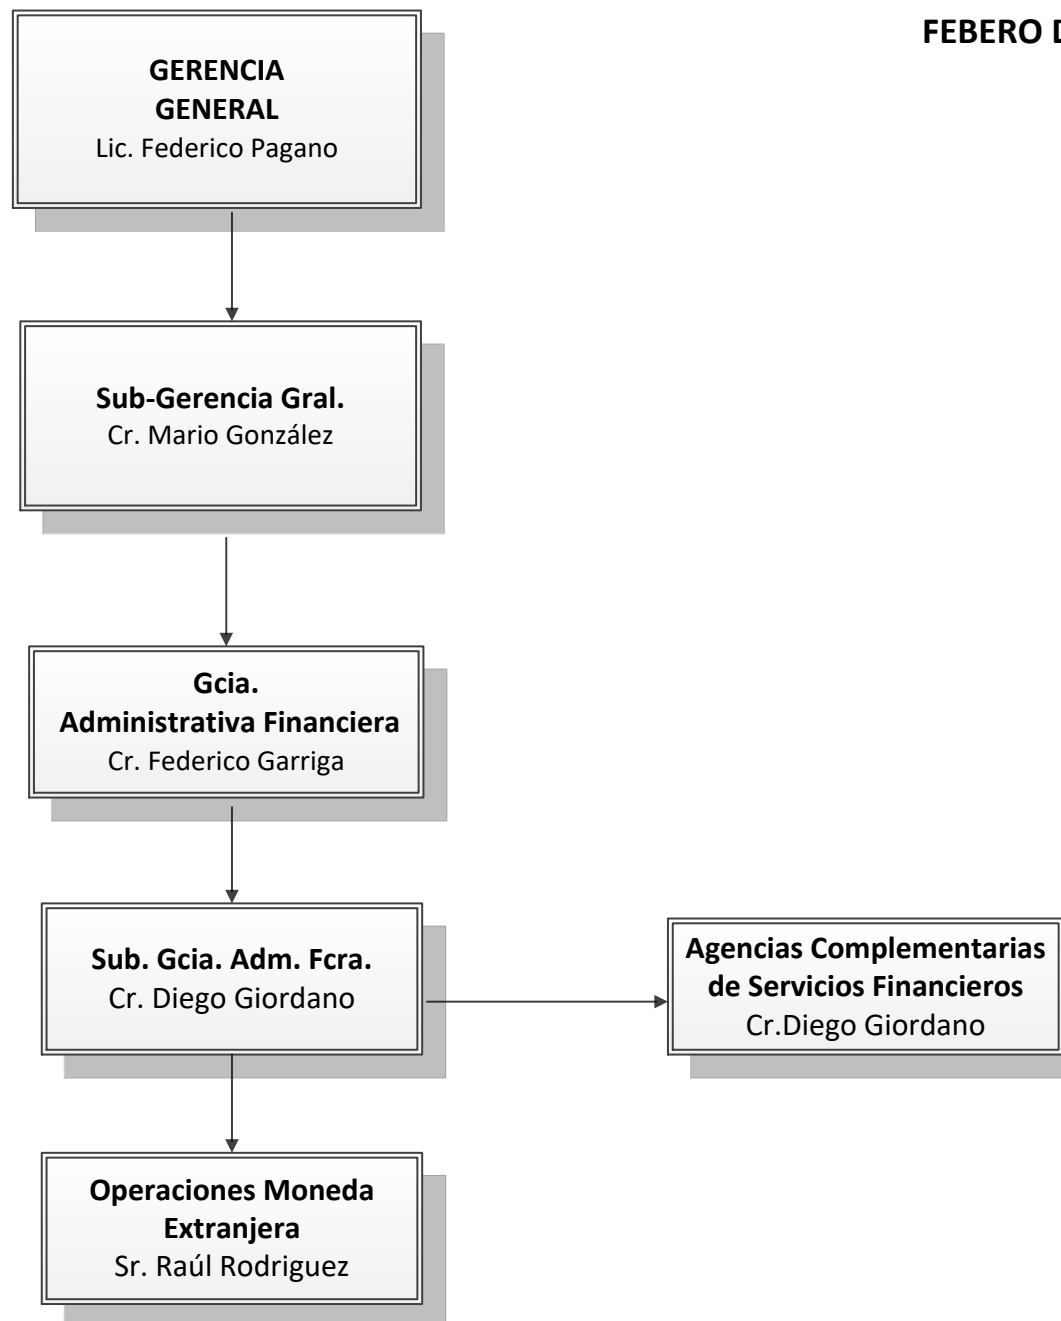 FEBERO D
GERENCIA
GENERAL
Lic. Federico Pagano
Sub-Gerencia Gral.
Cr. Mario González
Gcia.
Administrativa Financiera
Cr. Federico Garriga
Sub. Gcia. Adm. Fcra.
Cr. Diego Giordano
Agencias Complementarias
de Servicios Financieros
Cr.Diego Giordano
Operaciones Moneda
Extranjera
Sr. Raúl Rodriguez